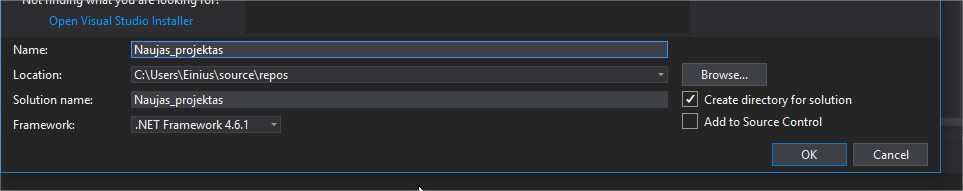 Not finding what you are looking for?
Open Visual Studio Installer
Name: Naujas_projektas
Location: C:\Users\Einius\source\repos Browse...
Solution name: Naujas_projektas Create directory for solution
Framework: .NET Framework 4.6.1 Add to Source Control
OK Cancel